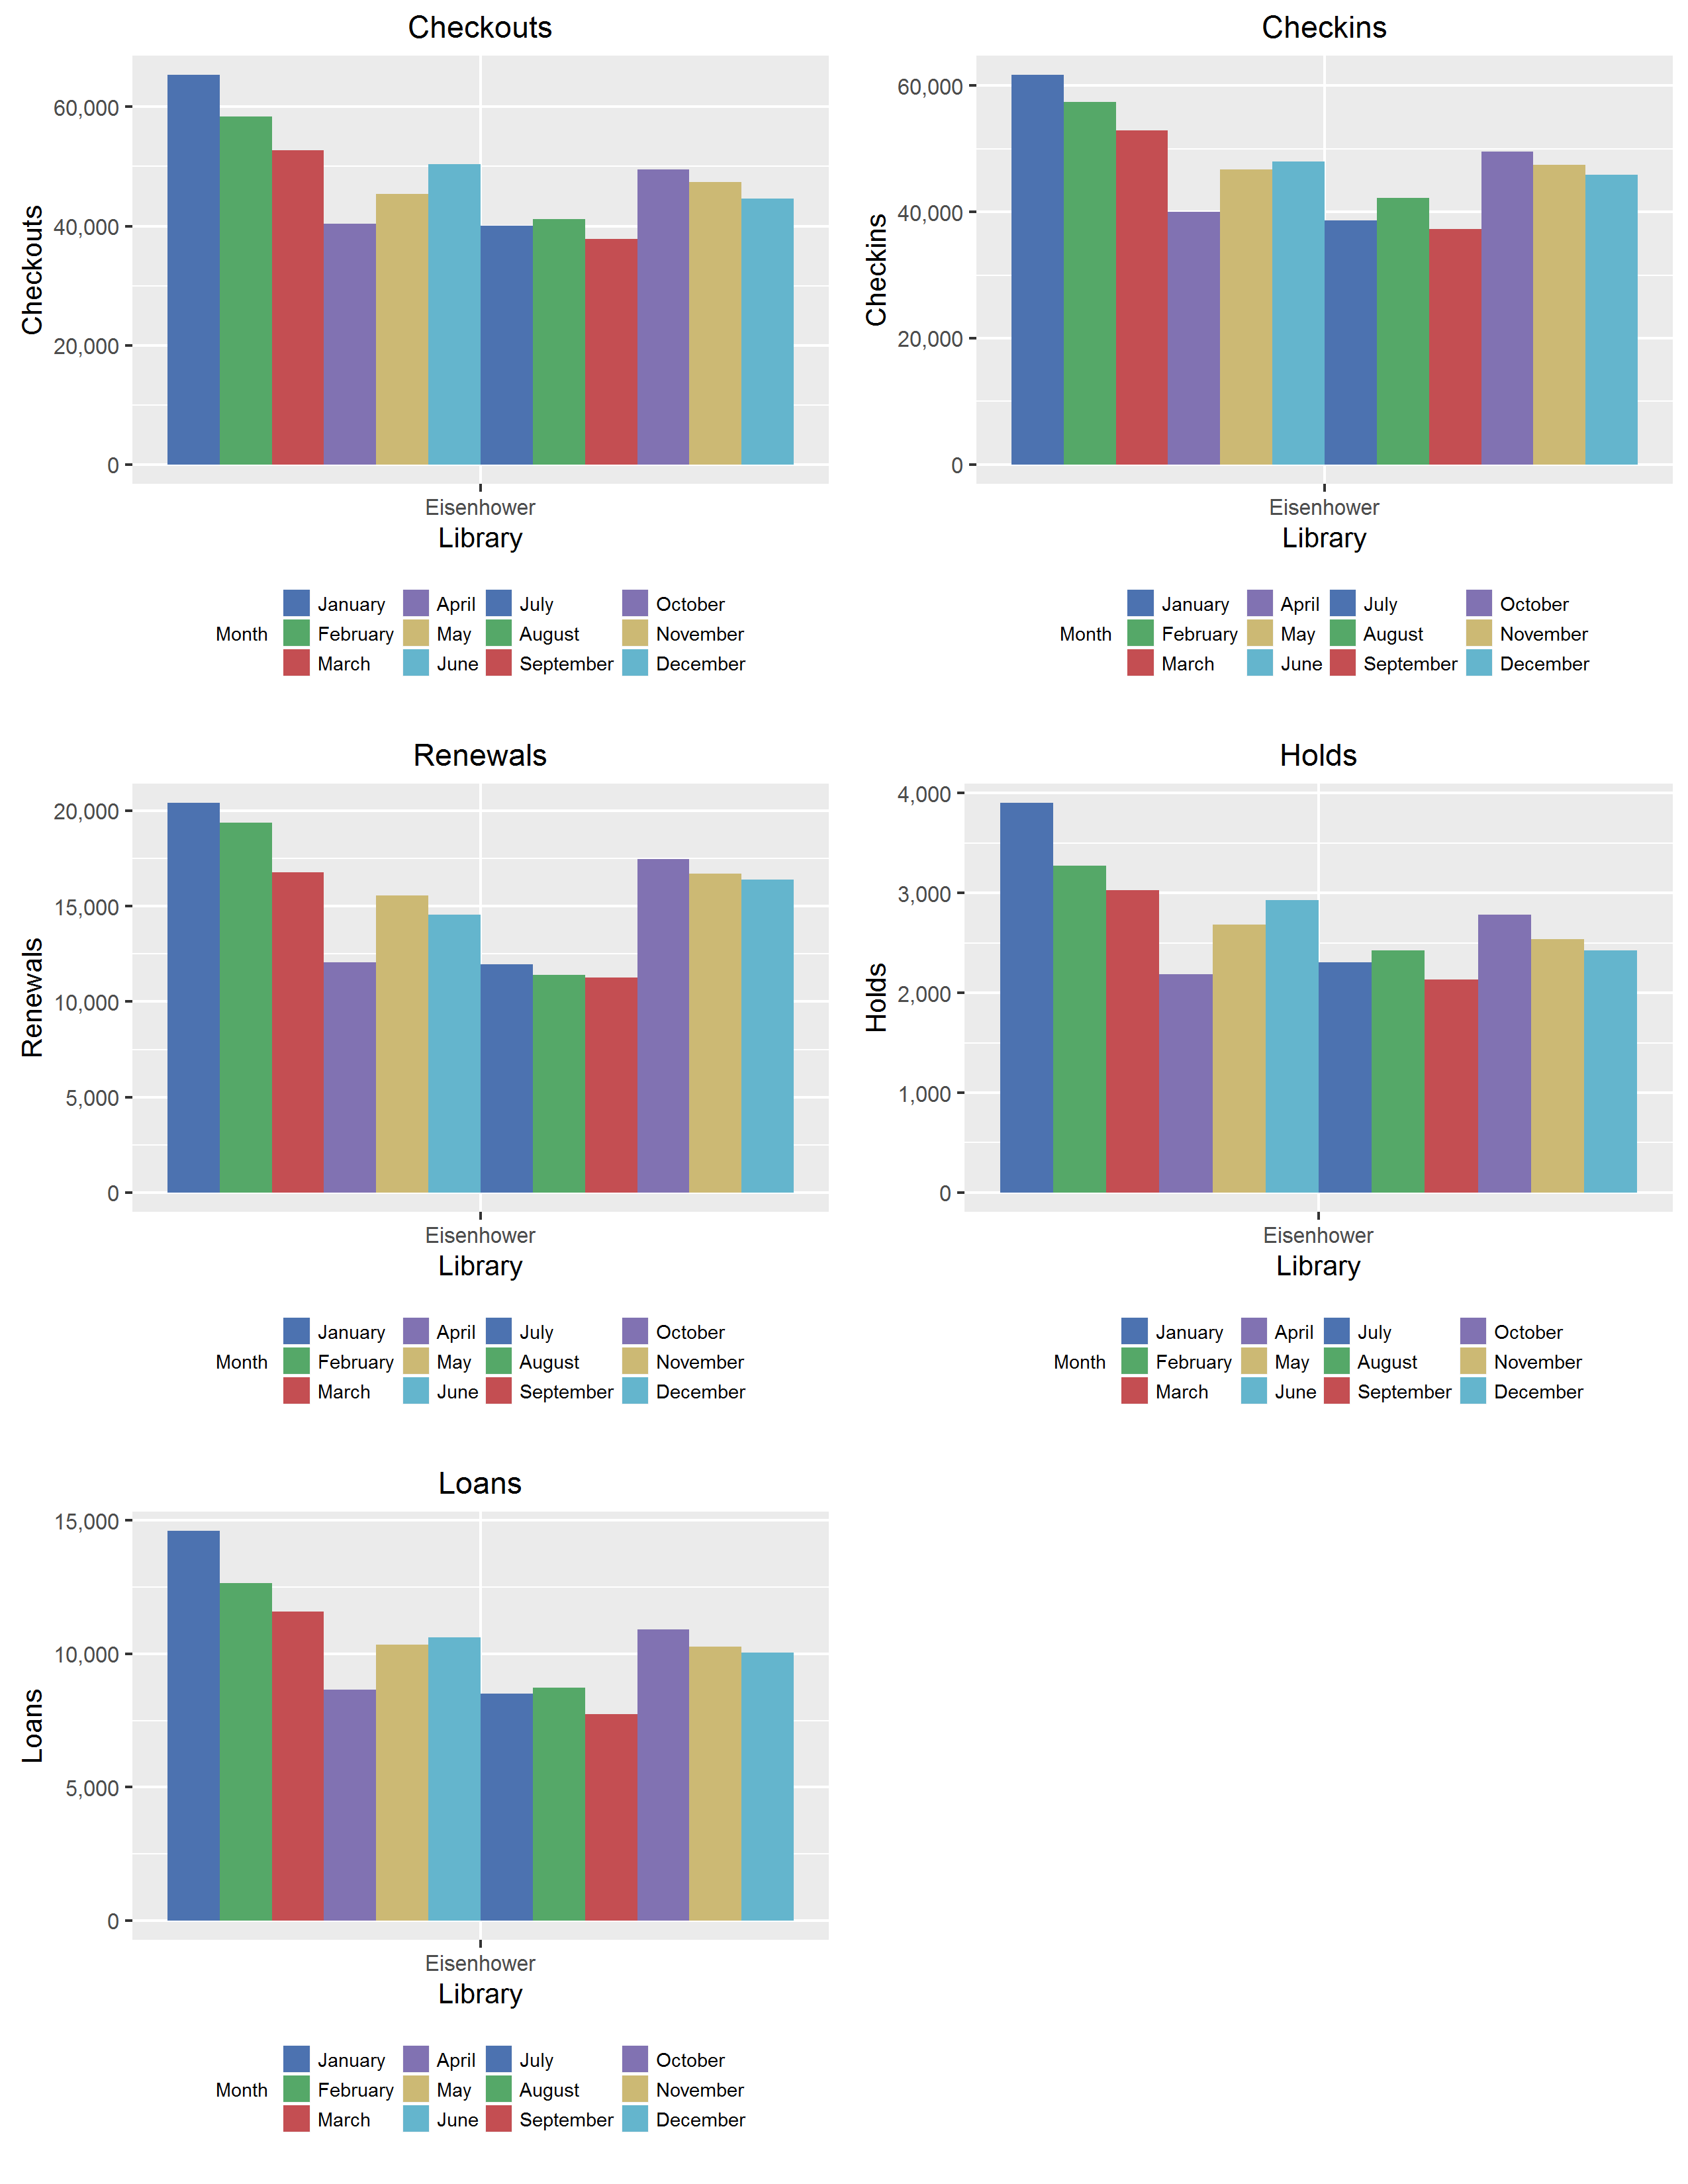 Checkouts
Checkouts
60,000
40,000
20,000
0
Eisenhower
Library
Month
January April July October
February May August November
March June September December
Checkins
Checkins
60,000
40,000
20,000
0
Eisenhower
Library
Month
January April July October
February May August November
March June September December
Renewals
Renewals
20,000
15,000
10,000
5,000
0
Eisenhower
Library
Month
January April July October
February May August November
March June September December
Holds
Holds
4,000
3,000
2,000
1,000
0
Eisenhower
Library
Month
January April July October
February May August November
March June September December
Loans
Loans
15,000
10,000
5,000
0
Eisenhower
Library
Month
January April July October
February May August November
March June September December